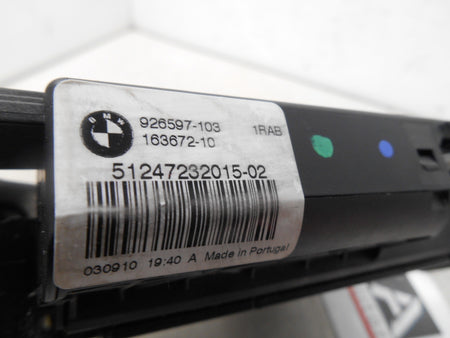 BMW
926597-103 1RAB
163672-10
51247232015-02
030910 19:40 A Made in Portugal